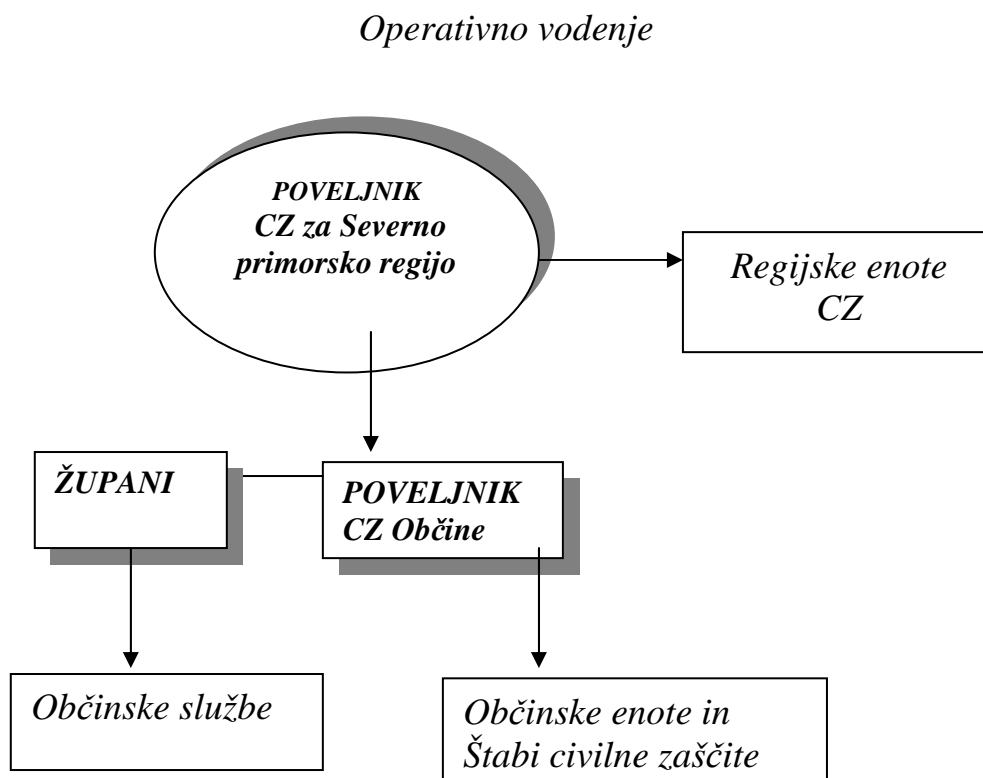 Operativno vodenje
POVELJNIK
CZ za Severno
primorsko regijo
Regijske enote
CZ
ŽUPANI
POVELJNIK
CZ Občine
Občinske službe
Občinske enote in
Štabi civilne zaščite